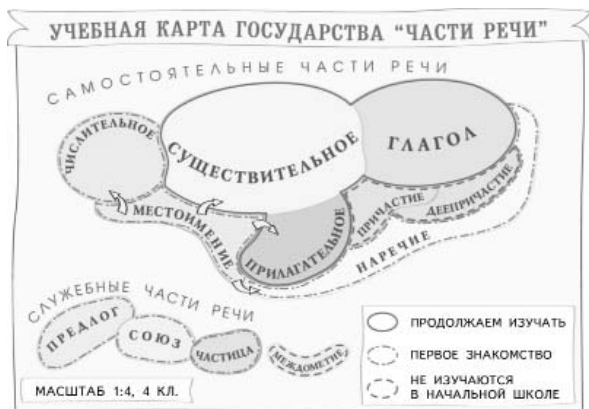 УЧЕБНАЯ КАРТА ГОСУДАРСТВА “ЧАСТИ РЕЧИ”
САМОСТОЯТЕЛЬНЫЕ ЧАСТИ РЕЧИ
ЧИСЛИТЕЛЬНОЕ
СУЩЕСТВИТЕЛЬНОЕ
ГЛАГОЛ
МЕСТОИМЕНИЕ
ПРИЛАГАТЕЛЬНОЕ
ПРИЧАСТИЕ
ДЕЕПРИЧАСТИЕ
НАРЕЧИЕ
СЛУЖЕБНЫЕ ЧАСТИ РЕЧИ
ПРЕДЛОГ
СОЮЗ
ЧАСТИЦА
МЕЖДОМЕТИЕ
ПРОДОЛЖАЕМ ИЗУЧАТЬ
ПЕРВОЕ ЗНАКОМСТВО
НЕ ИЗУЧАЮТСЯ
В НАЧАЛЬНОЙ ШКОЛЕ
МАСШТАБ 1:4, 4 КЛ.